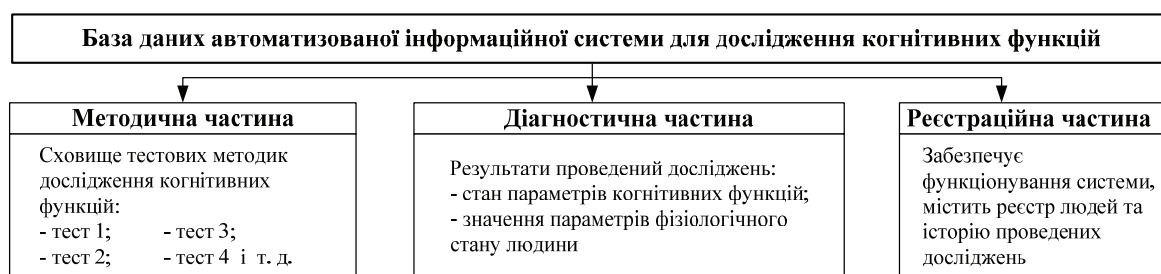 База даних автоматизованої інформаційної системи для дослідження когнітивних функцій
Методична частина
Сховище тестових методик
дослідження когнітивних
функцій:
- тест 1; - тест 3;
- тест 2; - тест 4 і т. д.
Діагностична частина
Результати проведений досліджень:
- стан параметрів когнітивних функцій;
- значення параметрів фізіологічного
стану людини
Реєстраційна частина
Забезпечує
функціонування системи,
містить реєстр людей та
історію проведених
досліджень